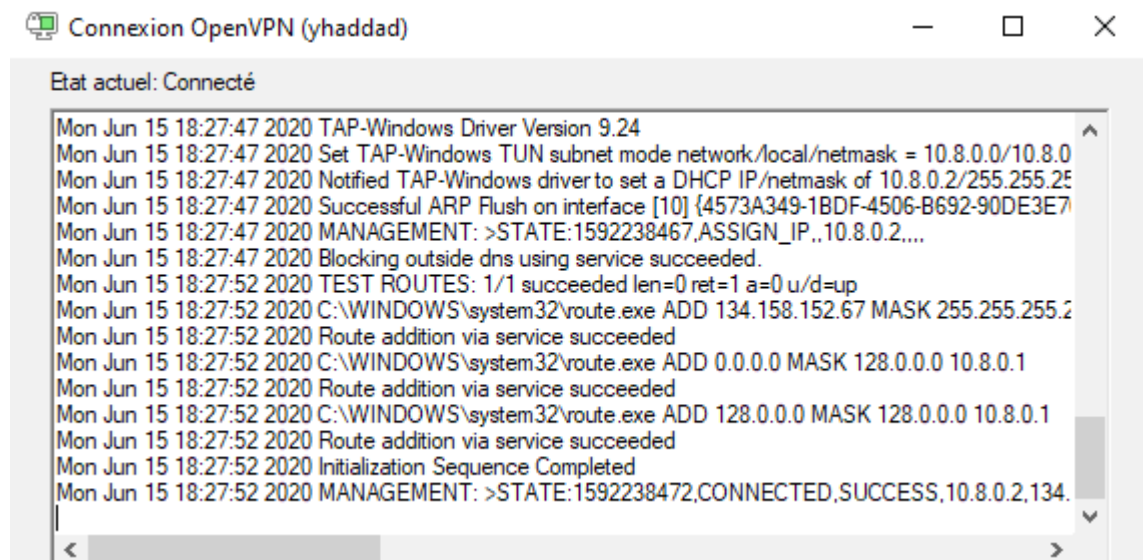 Connexion OpenVPN (yhaddad)
Etat actuel: Connecté
Mon Jun 15 18:27:47 2020 TAP-Windows Driver Version 9.24
Mon Jun 15 18:27:47 2020 Set TAP-Windows TUN subnet mode network/local/netmask = 10.8.0.0/10.8.0
Mon Jun 15 18:27:47 2020 Notified TAP-Windows driver to set a DHCP IP/netmask of 10.8.0.2/255.255.25
Mon Jun 15 18:27:47 2020 Successful ARP Flush on interface [10] {4573A349-1BDF-4506-B692-90DE3E7
Mon Jun 15 18:27:47 2020 MANAGEMENT: >STATE:1592238467,ASSIGN_IP,,10.8.0.2,,,,
Mon Jun 15 18:27:47 2020 Blocking outside dns using service succeeded.
Mon Jun 15 18:27:52 2020 TEST ROUTES: 1/1 succeeded len=0 ret=1 a=0 u/d=up
Mon Jun 15 18:27:52 2020 C:\WINDOWS\system32\route.exe ADD 134.158.152.67 MASK 255.255.255.2
Mon Jun 15 18:27:52 2020 Route addition via service succeeded
Mon Jun 15 18:27:52 2020 C:\WINDOWS\system32\route.exe ADD 0.0.0.0 MASK 128.0.0.0 10.8.0.1
Mon Jun 15 18:27:52 2020 Route addition via service succeeded
Mon Jun 15 18:27:52 2020 C:\WINDOWS\system32\route.exe ADD 128.0.0.0 MASK 128.0.0.0 10.8.0.1
Mon Jun 15 18:27:52 2020 Route addition via service succeeded
Mon Jun 15 18:27:52 2020 Initialization Sequence Completed
Mon Jun 15 18:27:52 2020 MANAGEMENT: >STATE:1592238472,CONNECTED,SUCCESS,10.8.0.2,134.